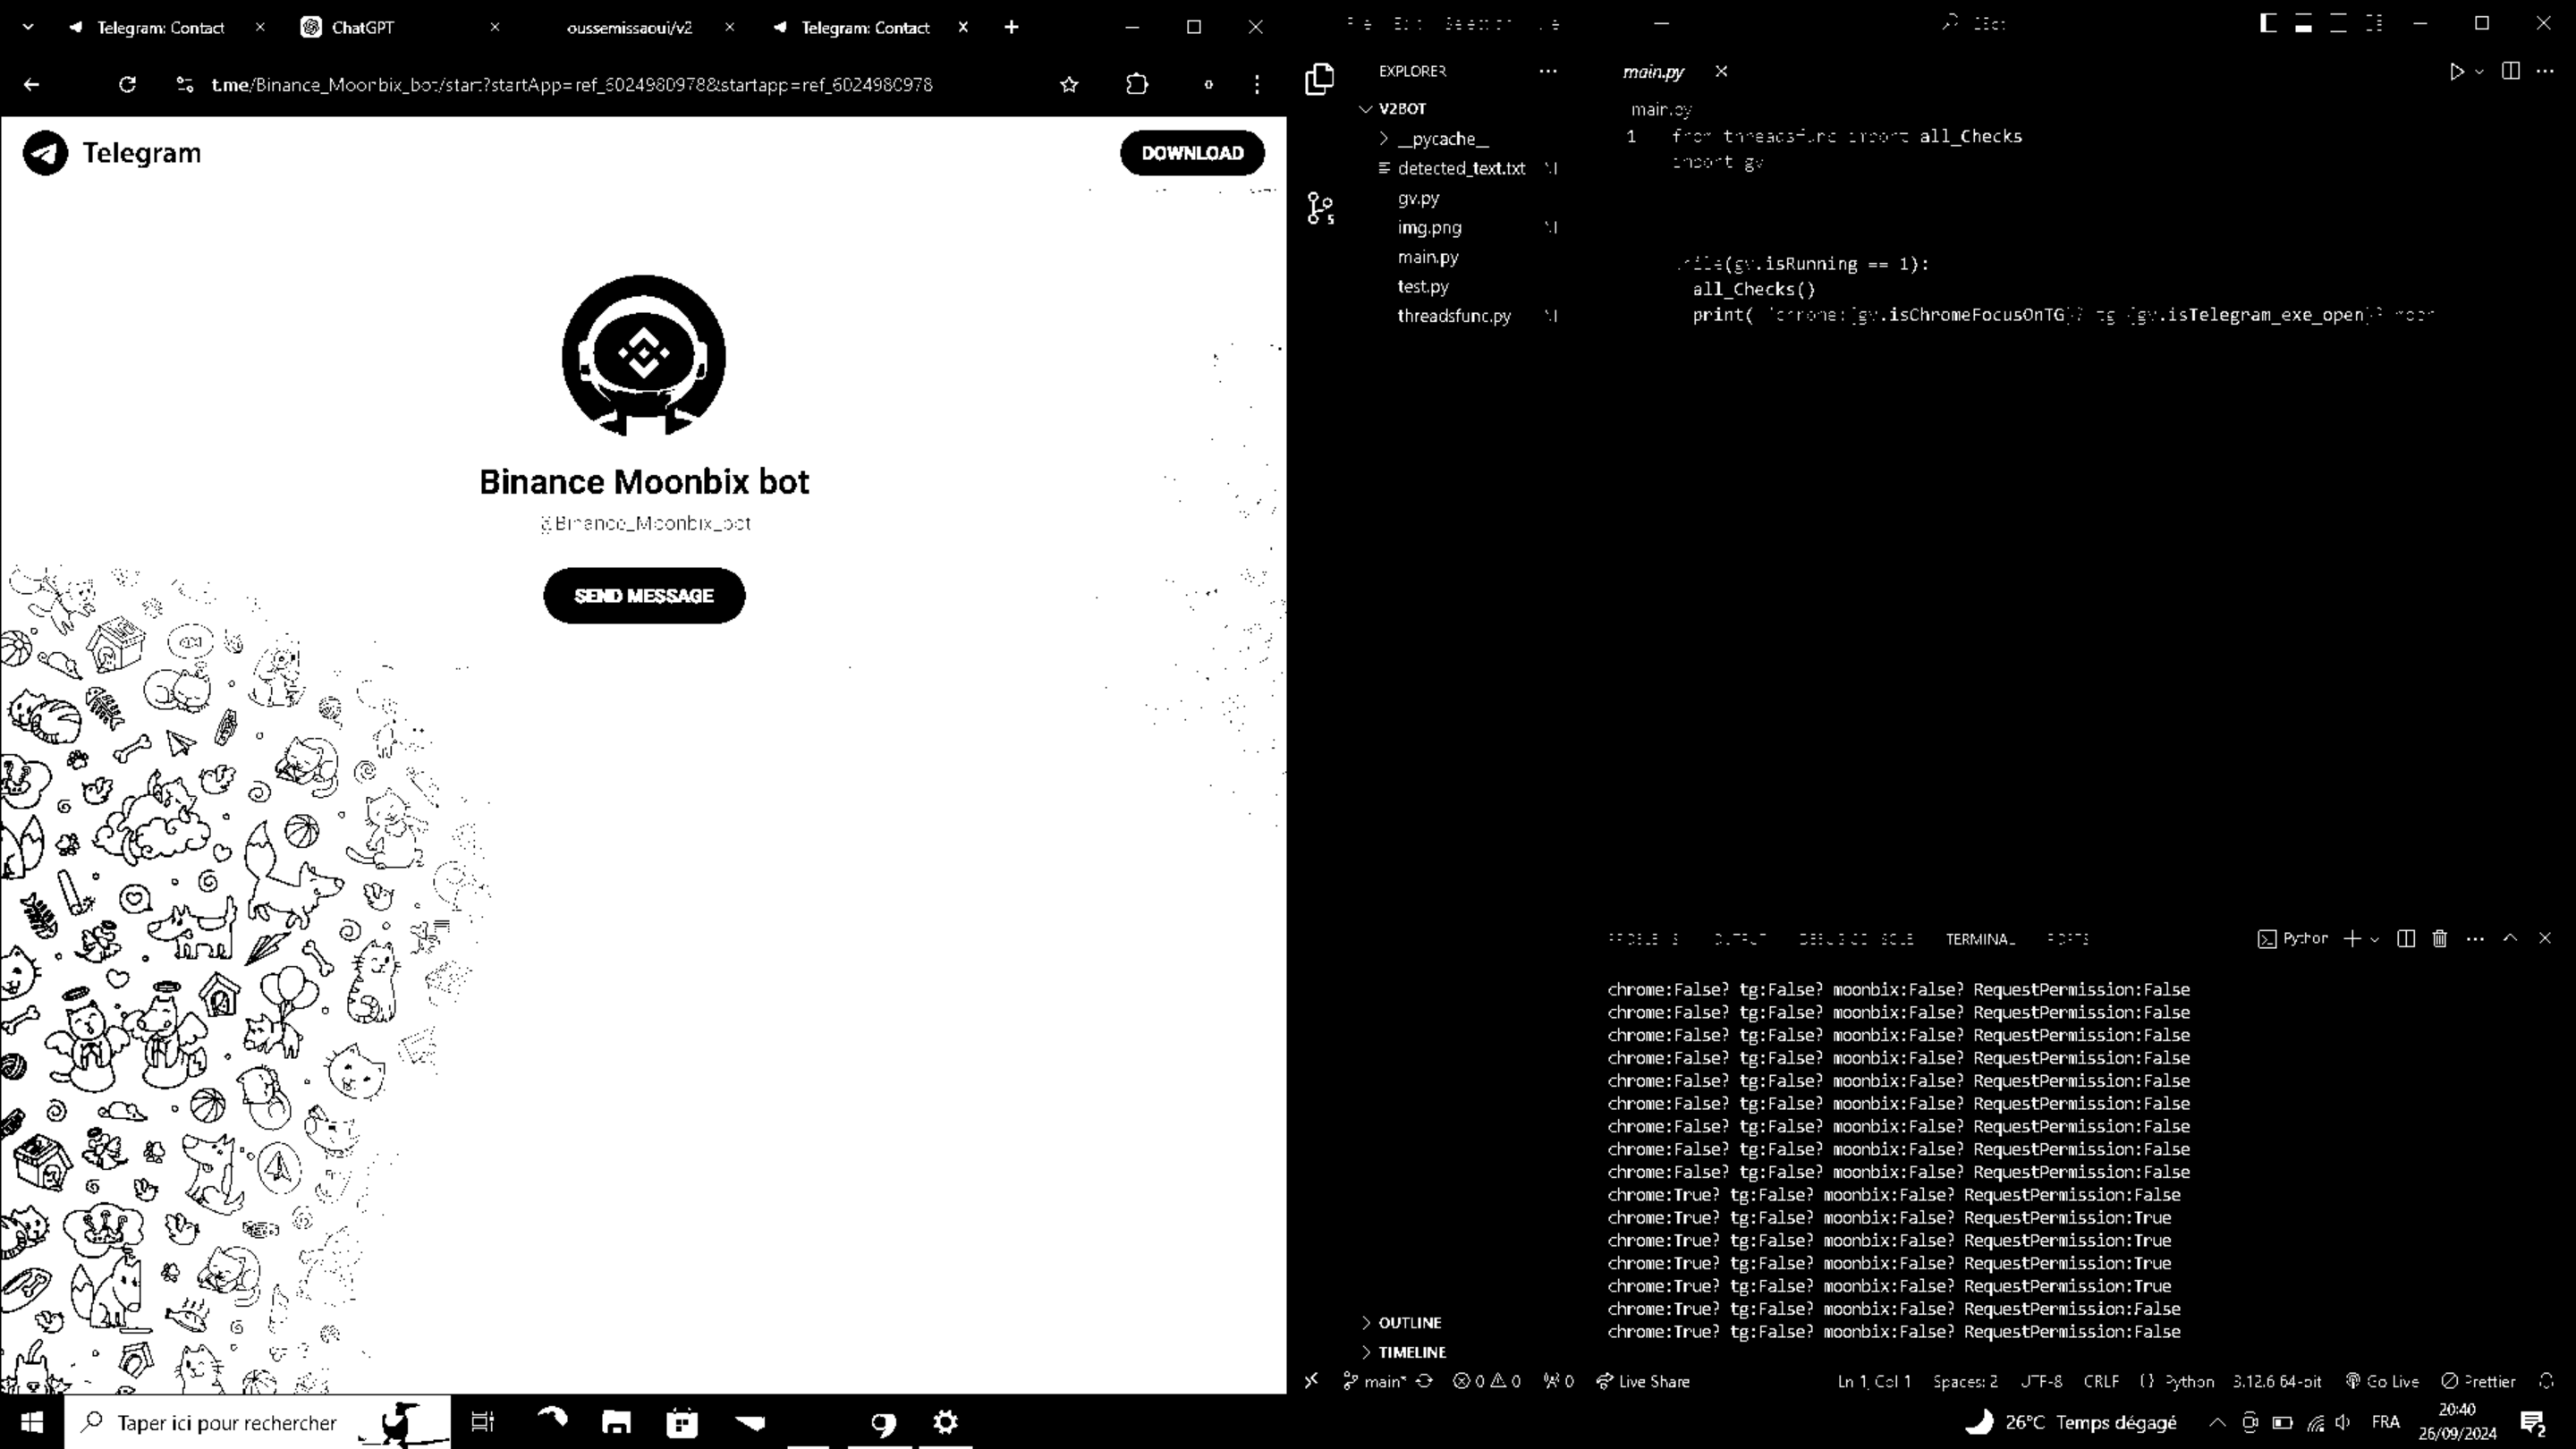 Telegram: Contact
ChatGPT
oussemissaoui/v2
Telegram: Contact
t.me/Binance_Moonbix_bot/start?startApp=ref_6024980978&startapp=ref_6024980978
Telegram
DOWNLOAD
Binance Moonbix bot
@Binance_Moonbix_bot
SEND MESSAGE
EXPLORER
V2BOT
__pycache__
detected_text.txt
gv.py
img.png
main.py
test.py
threadsfunc.py
5
main.py
main.py
1 from threadsfunc import all_Checks
import gv
while(gv.isRunning == 1):
all_Checks()
print( chrome:{gv.isChromeFocusOnTG}? tg {gv.isTelegram_exe_open}? moon
PROBLEMS OUTPUT DEBUG CONSOLE TERMINAL PORTS
Python
chrome:False? tg:False? moonbix:False? RequestPermission:False
chrome:False? tg:False? moonbix:False? RequestPermission:False
chrome:False? tg:False? moonbix:False? RequestPermission:False
chrome:False? tg:False? moonbix:False? RequestPermission:False
chrome:False? tg:False? moonbix:False? RequestPermission:False
chrome:False? tg:False? moonbix:False? RequestPermission:False
chrome:False? tg:False? moonbix:False? RequestPermission:False
chrome:False? tg:False? moonbix:False? RequestPermission:False
chrome:False? tg:False? moonbix:False? RequestPermission:False
chrome:True? tg:False? moonbix:False? RequestPermission:False
chrome:True? tg:False? moonbix:False? RequestPermission:True
chrome:True? tg:False? moonbix:False? RequestPermission:True
chrome:True? tg:False? moonbix:False? RequestPermission:True
chrome:True? tg:False? moonbix:False? RequestPermission:True
chrome:True? tg:False? moonbix:False? RequestPermission:False
chrome:True? tg:False? moonbix:False? RequestPermission:False
OUTLINE
TIMELINE
main* 0 0 0 Live Share Ln 1, Col 1 Spaces: 2 UTF-8 CRLF {} Python 3.12.6 64-bit Go Live Prettier
Taper ici pour rechercher
26°C Temps dégagé
FRA
20:40
26/09/2024
2